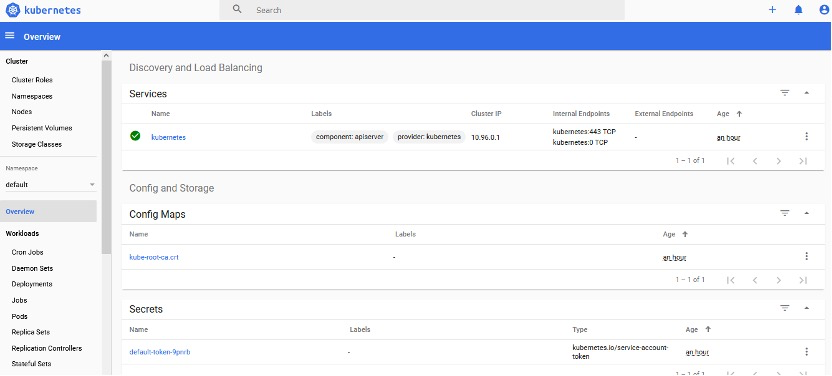 kubernetes
Search
Overview
Cluster
Cluster Roles
Namespaces
Nodes
Persistent Volumes
Storage Classes
Namespace
default
Overview
Workloads
Cron Jobs
Daemon Sets
Deployments
Jobs
Pods
Replica Sets
Replication Controllers
Stateful Sets
Discovery and Load Balancing
Services
Name Labels Cluster IP Internal Endpoints External Endpoints Age
kubernetes component: apiserver provider: kubernetes 10.96.0.1 kubernetes:443 TCP - an hour
kubernetes:0 TCP
1 – 1 of 1
Config and Storage
Config Maps
Name Labels Age
kube-root-ca.crt - an hour
1 – 1 of 1
Secrets
Name Labels Type Age
default-token-9pnrb - kubernetes.io/service-account- an hour
token
1 – 1 of 1